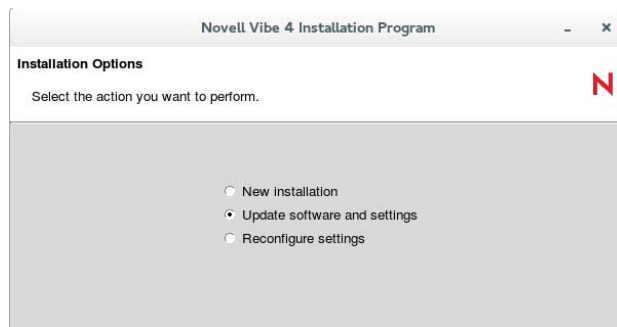 Novell Vibe 4 Installation Program
Installation Options
Select the action you want to perform.
N
New installation
Update software and settings
Reconfigure settings